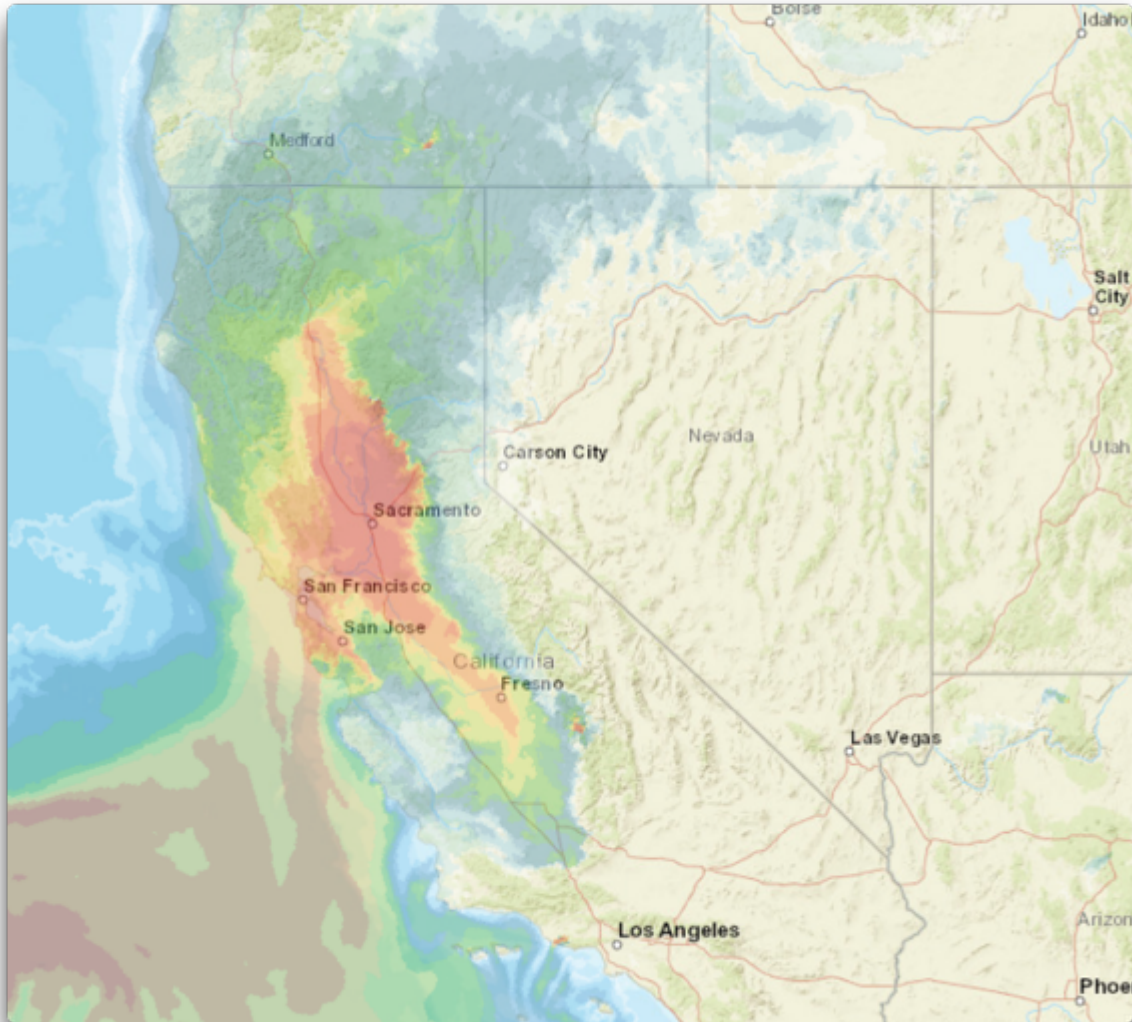 Boise
Idaho
Medford
Salt
City
Nevada
Carson City
Utah
Sacramento
San Francisco
San Jose
California
Fresno
Las Vegas
Los Angeles
Arizon
Phoe